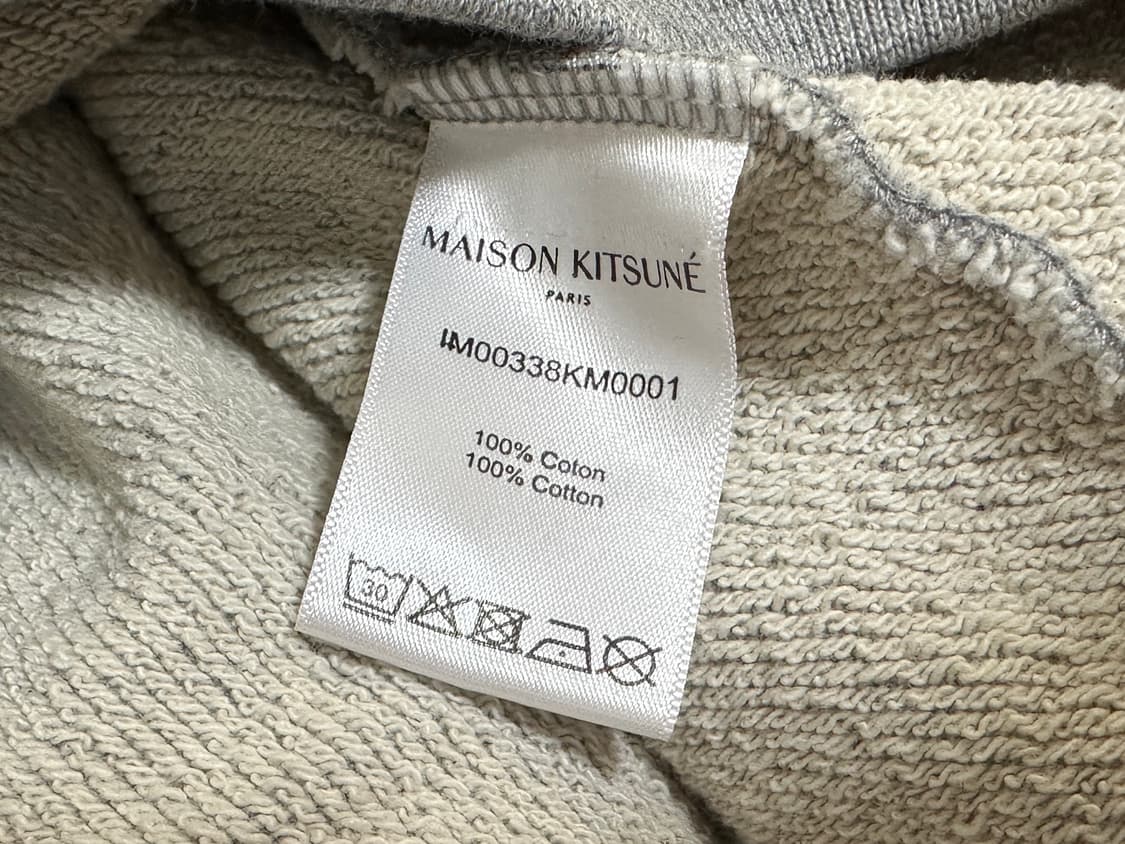 MAISON KITSUNÉ
PARIS
IM00338KM0001
100% Coton
100% Cotton
30